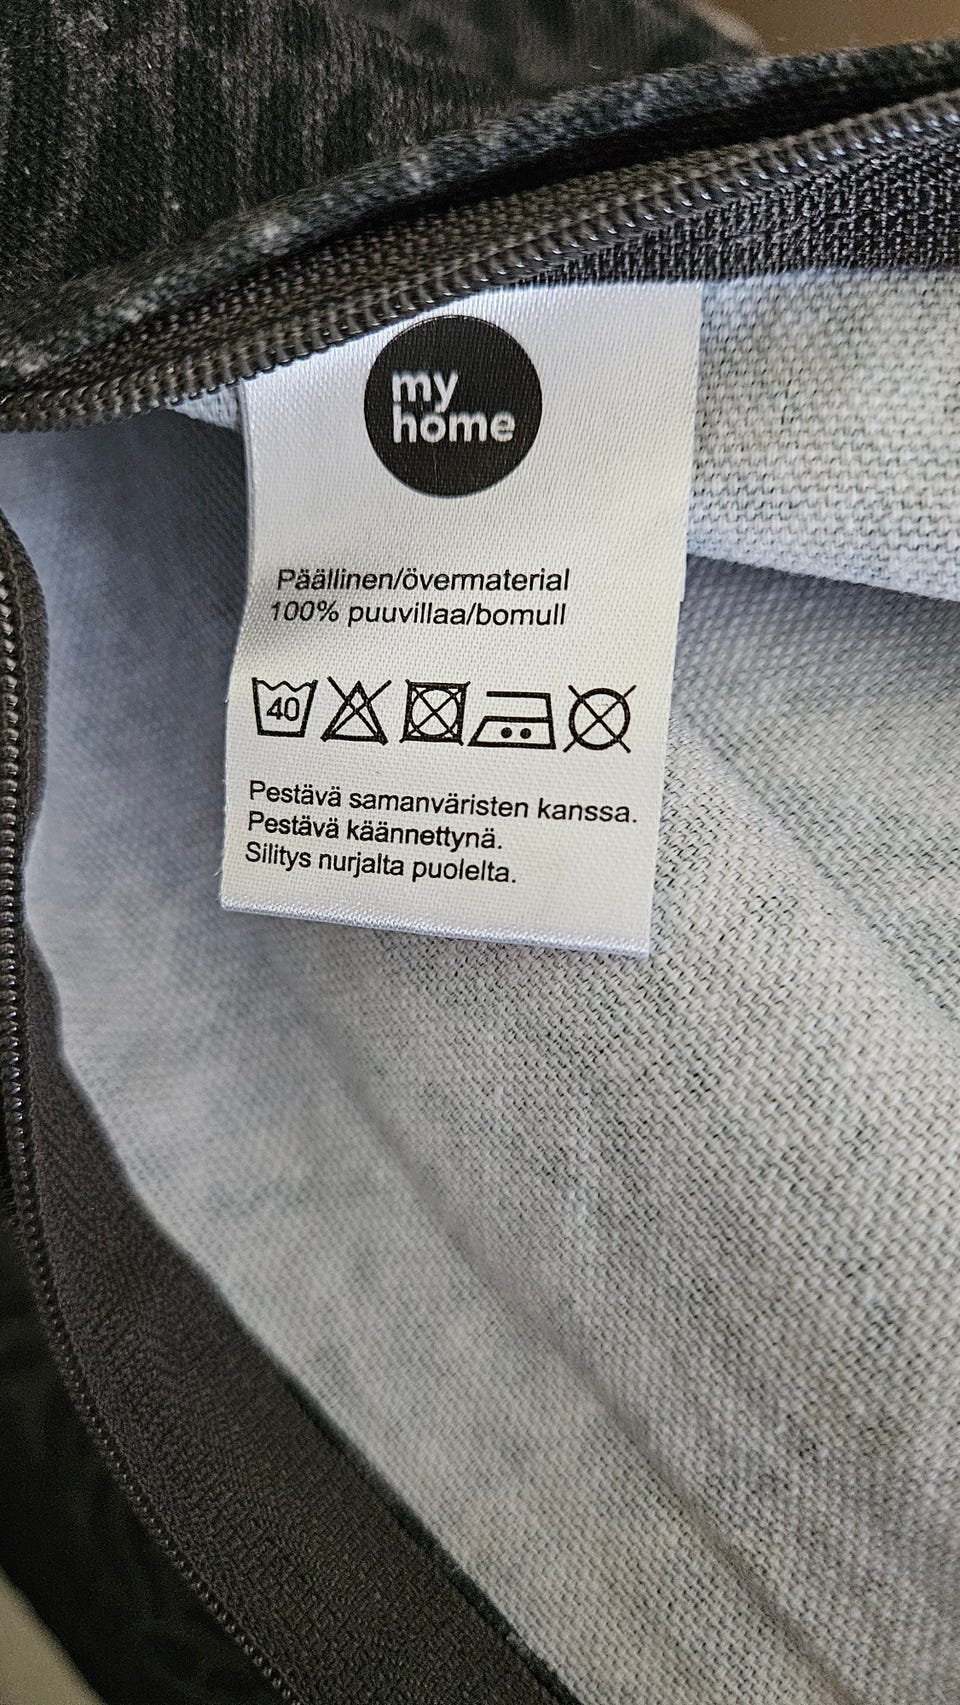 my
home
Päällinen/övermaterial
100% puuvillaa/bomull
40
Pestävä samanväristen kanssa.
Pestävä käännettynä.
Silitys nurjalta puolelta.